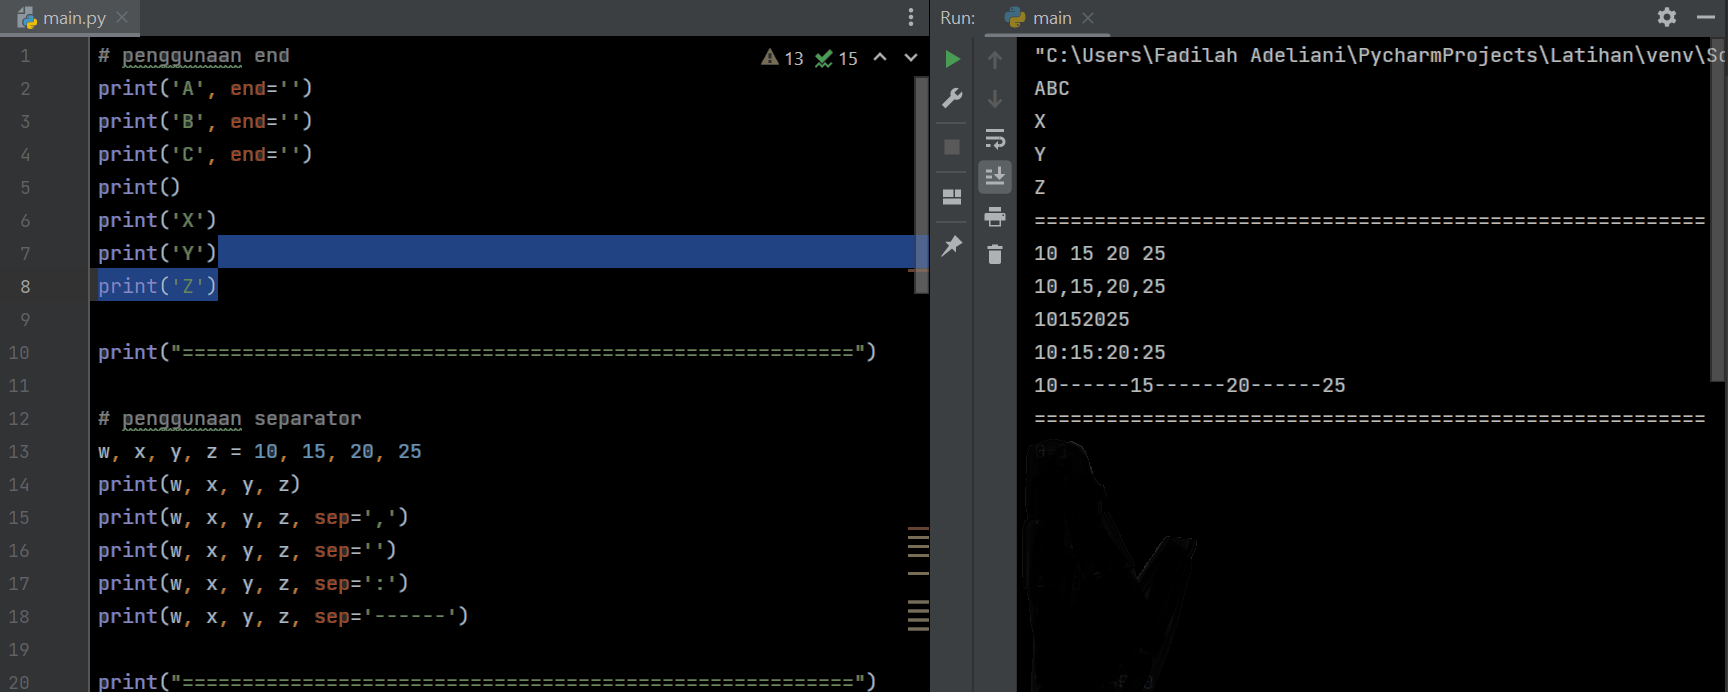 main.py
1 # penggunaan end
2 print('A', end='')
3 print('B', end='')
4 print('C', end='')
5 print()
6 print('X')
7 print('Y')
8 print('Z')
9
10 print("========================================================")
11
12 # penggunaan separator
13 w, x, y, z = 10, 15, 20, 25
14 print(w, x, y, z)
15 print(w, x, y, z, sep=',')
16 print(w, x, y, z, sep='')
17 print(w, x, y, z, sep=':')
18 print(w, x, y, z, sep='------')
19
20 print("========================================================")
13 15
Run: main
"C:\Users\Fadilah Adeliani\PycharmProjects\Latihan\venv\Sc
ABC
X
Y
Z
========================================================
10 15 20 25
10,15,20,25
10152025
10:15:20:25
10------15------20------25
========================================================